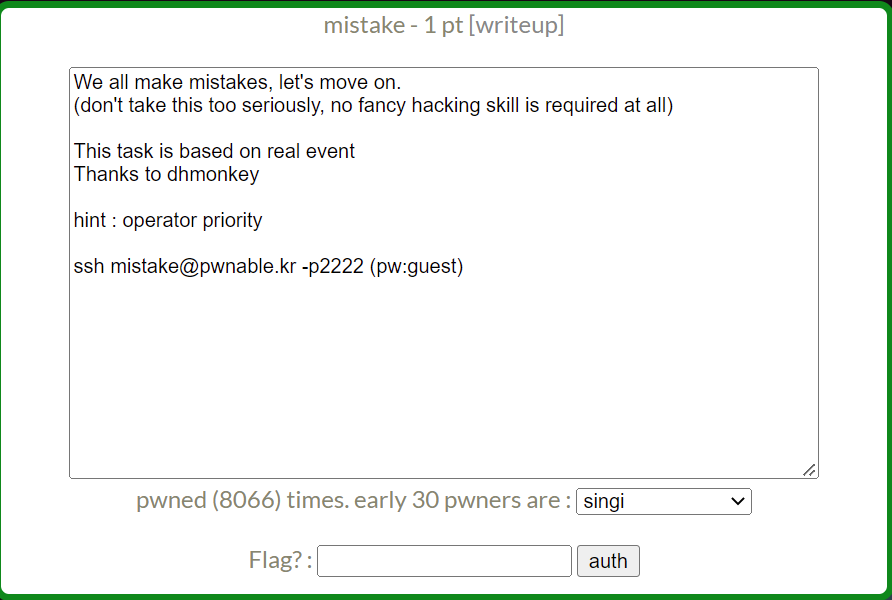 mistake - 1 pt [writeup]
We all make mistakes, let's move on.
(don't take this too seriously, no fancy hacking skill is required at all)
This task is based on real event
Thanks to dhmonkey
hint : operator priority
ssh mistake@pwnable.kr -p2222 (pw:guest)
pwned (8066) times. early 30 pwners are : singi
Flag? : auth